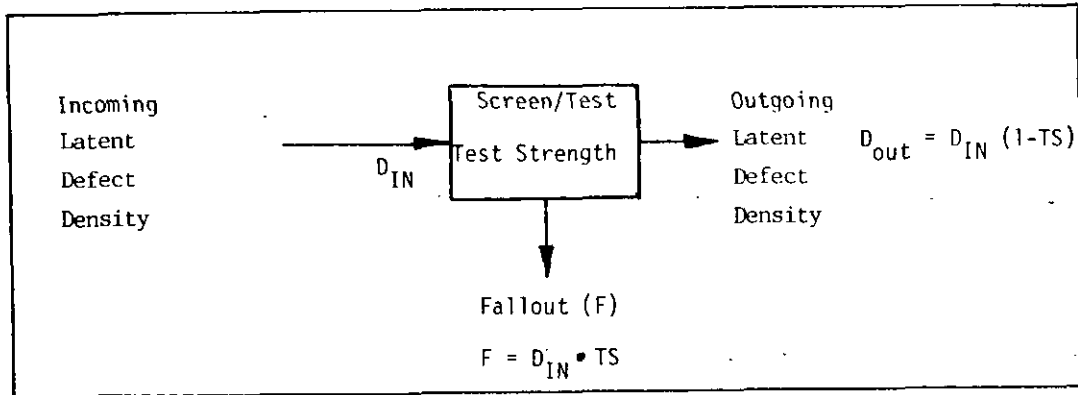 Incoming
Latent
Defect
Density
D_IN
Screen/Test
Test Strength
Outgoing
Latent
Defect
Density
D_out = D_IN (1-TS)
Fallout (F)
F = D_IN • TS